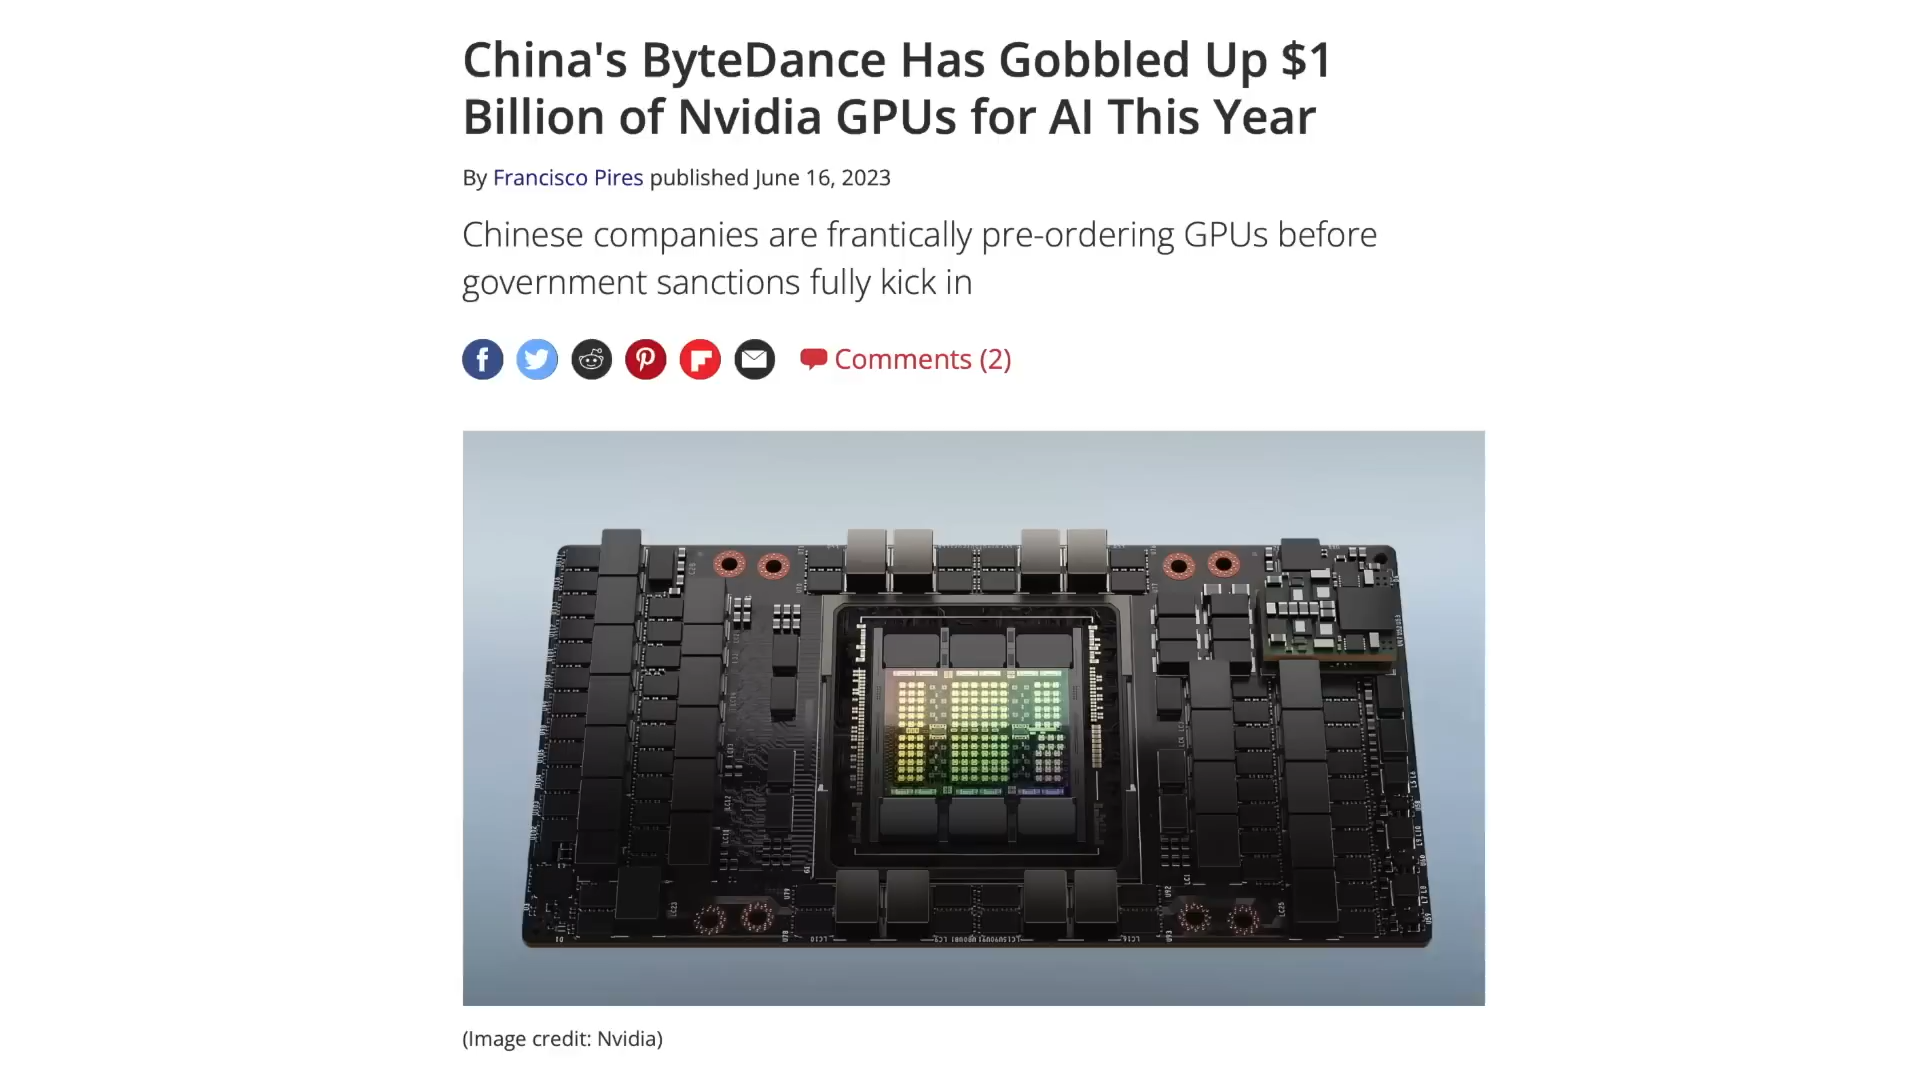 China's ByteDance Has Gobbled Up $1
Billion of Nvidia GPUs for AI This Year
By Francisco Pires published June 16, 2023
Chinese companies are frantically pre-ordering GPUs before
government sanctions fully kick in
Comments (2)
(Image credit: Nvidia)